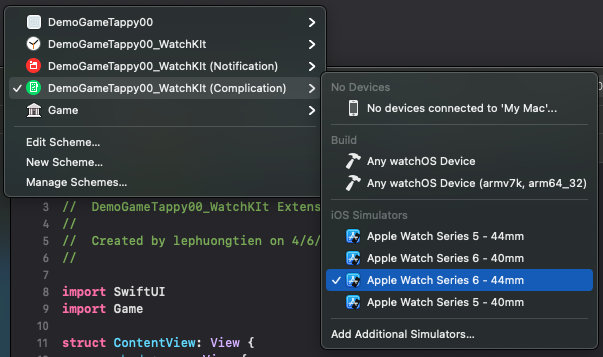 DemoGameTappy00
DemoGameTappy00_WatchKIt
DemoGameTappy00_WatchKIt (Notification)
DemoGameTappy00_WatchKIt (Complication)
Game
Edit Scheme...
New Scheme...
Manage Schemes...
No Devices
No devices connected to 'My Mac'...
Build
Any watchOS Device
Any watchOS Device (armv7k, arm64_32)
iOS Simulators
Apple Watch Series 5 - 44mm
Apple Watch Series 6 - 40mm
Apple Watch Series 6 - 44mm
Apple Watch Series 5 - 40mm
Add Additional Simulators...
3 // DemoGameTappy00_WatchKIt Extens
4 //
5 // Created by lephuongtien on 4/6/
6 //
7
8 import SwiftUI
9 import Game
10
11 struct ContentView: View {